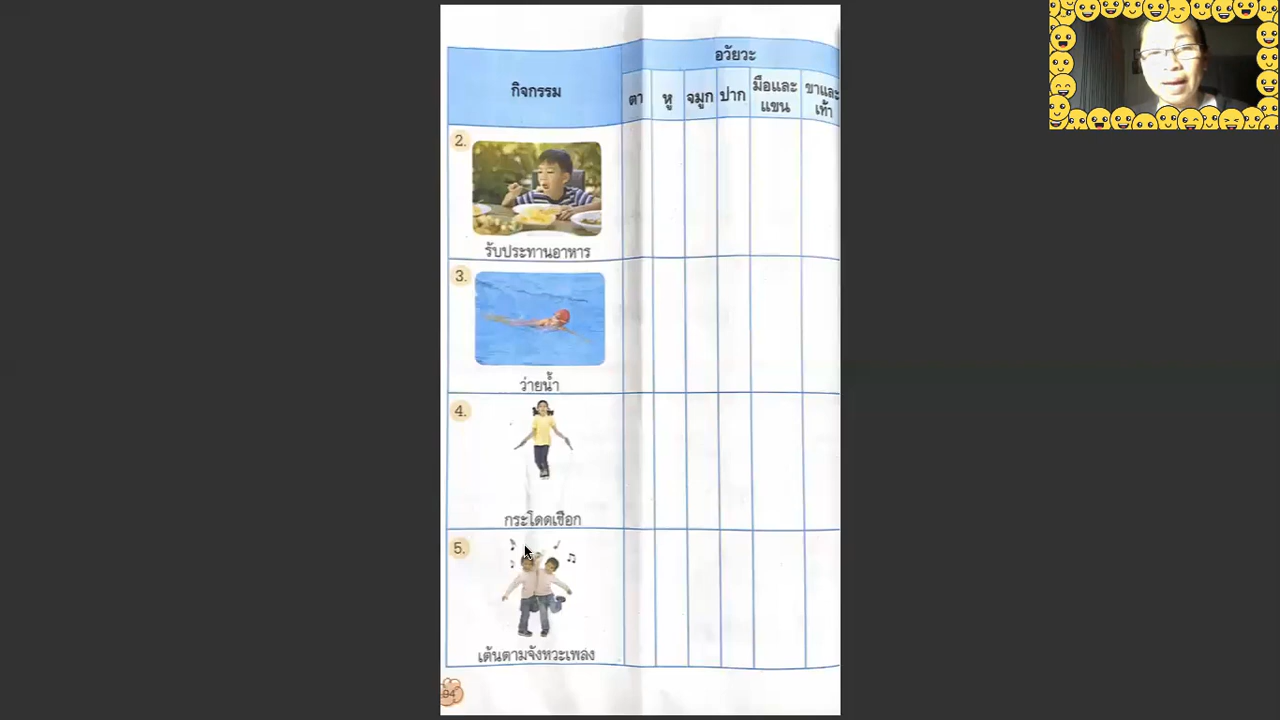 อวัยวะ
กิจกรรม
ตา
หู
จมูก
ปาก
มือและ
แขน
ขาและ
เท้า
2.
รับประทานอาหาร
3.
ว่ายน้ำ
4.
กระโดดเชือก
5.
เต้นตามจังหวะเพลง